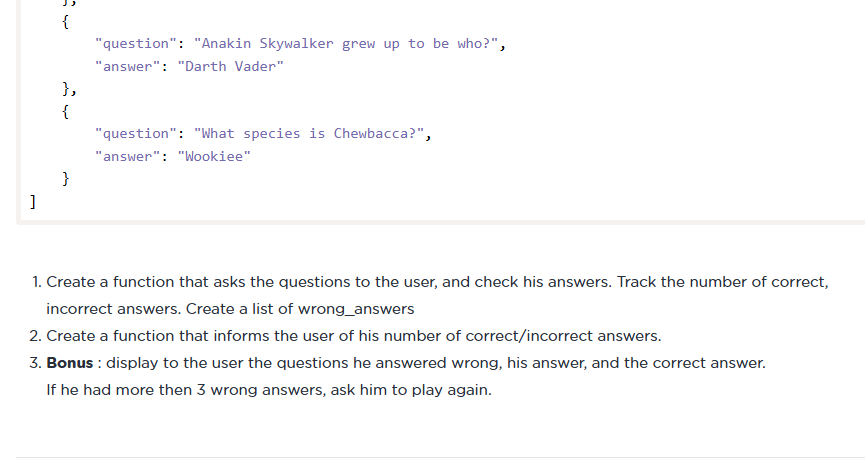 },
{
"question": "Anakin Skywalker grew up to be who?",
"answer": "Darth Vader"
},
{
"question": "What species is Chewbacca?",
"answer": "Wookiee"
}
]
1. Create a function that asks the questions to the user, and check his answers. Track the number of correct,
incorrect answers. Create a list of wrong_answers
2. Create a function that informs the user of his number of correct/incorrect answers.
3. Bonus : display to the user the questions he answered wrong, his answer, and the correct answer.
If he had more then 3 wrong answers, ask him to play again.